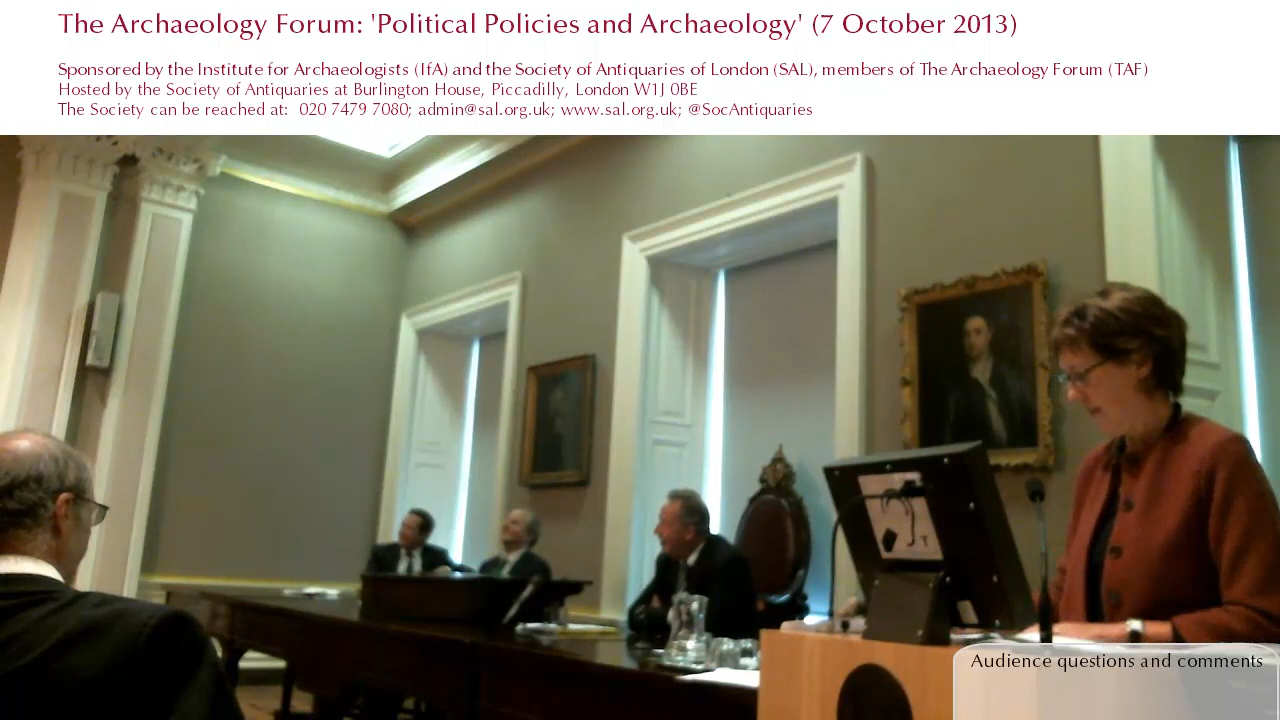 The Archaeology Forum: 'Political Policies and Archaeology' (7 October 2013)
Sponsored by the Institute for Archaeologists (IfA) and the Society of Antiquaries of London (SAL), members of The Archaeology Forum (TAF)
Hosted by the Society of Antiquaries at Burlington House, Piccadilly, London W1J 0BE
The Society can be reached at: 020 7479 7080; admin@sal.org.uk; www.sal.org.uk; @SocAntiquaries
Audience questions and comments